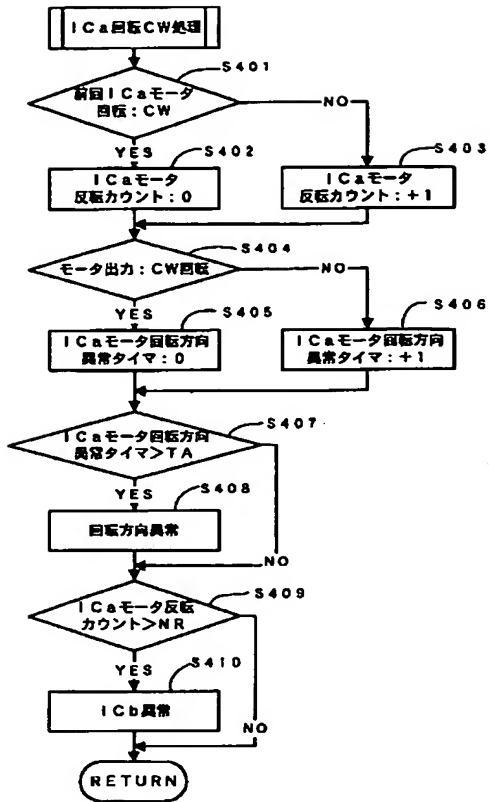 ICa回転CW処理
S401
前回ICaモータ
回転:CW
NO
YES
S402
S403
ICaモータ
反転カウント:0
ICaモータ
反転カウント:+1
S404
モータ出力:CW回転
NO
YES
S405
S406
ICaモータ回転方向
異常タイマ:0
ICaモータ回転方向
異常タイマ:+1
S407
ICaモータ回転方向
異常タイマ>TA
YES
S408
回転方向異常
NO
S409
ICaモータ反転
カウント>NR
YES
S410
ICb異常
NO
RETURN